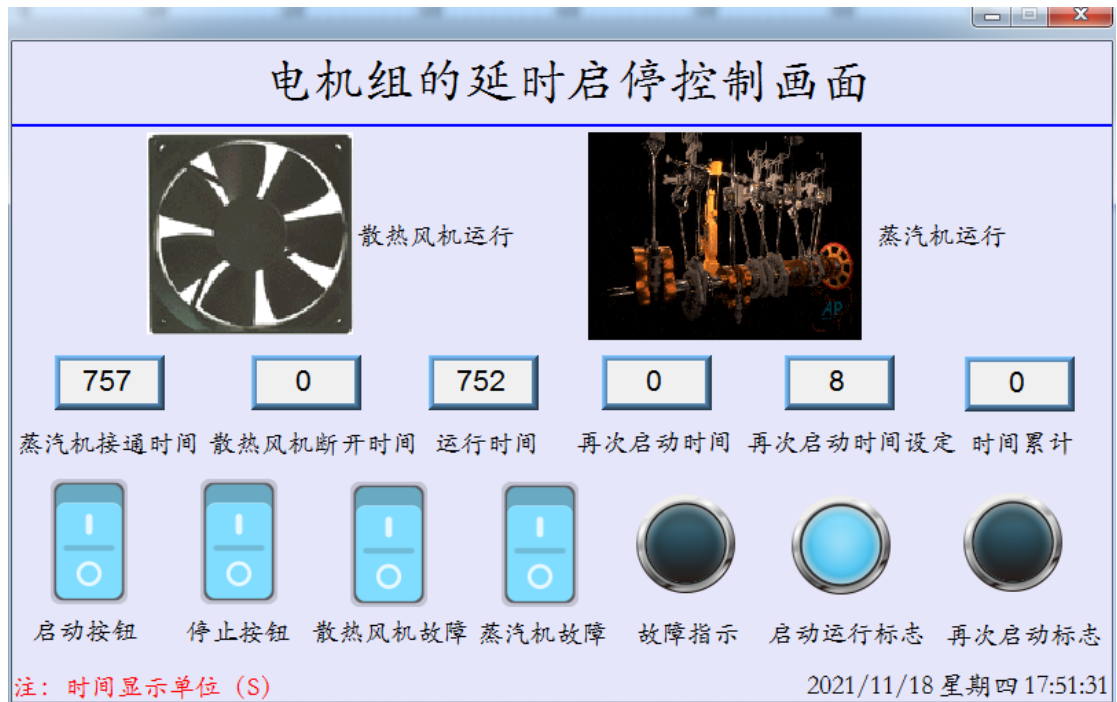 电机组的延时启停控制画面
散热风机运行
蒸汽机运行
AP
757 0 752 0 8 0
蒸汽机接通时间 散热风机断开时间 运行时间 再次启动时间 再次启动时间设定 时间累计
启动按钮 停止按钮 散热风机故障 蒸汽机故障 故障指示 启动运行标志 再次启动标志
注: 时间显示单位 (S)
2021/11/18 星期四 17:51:31